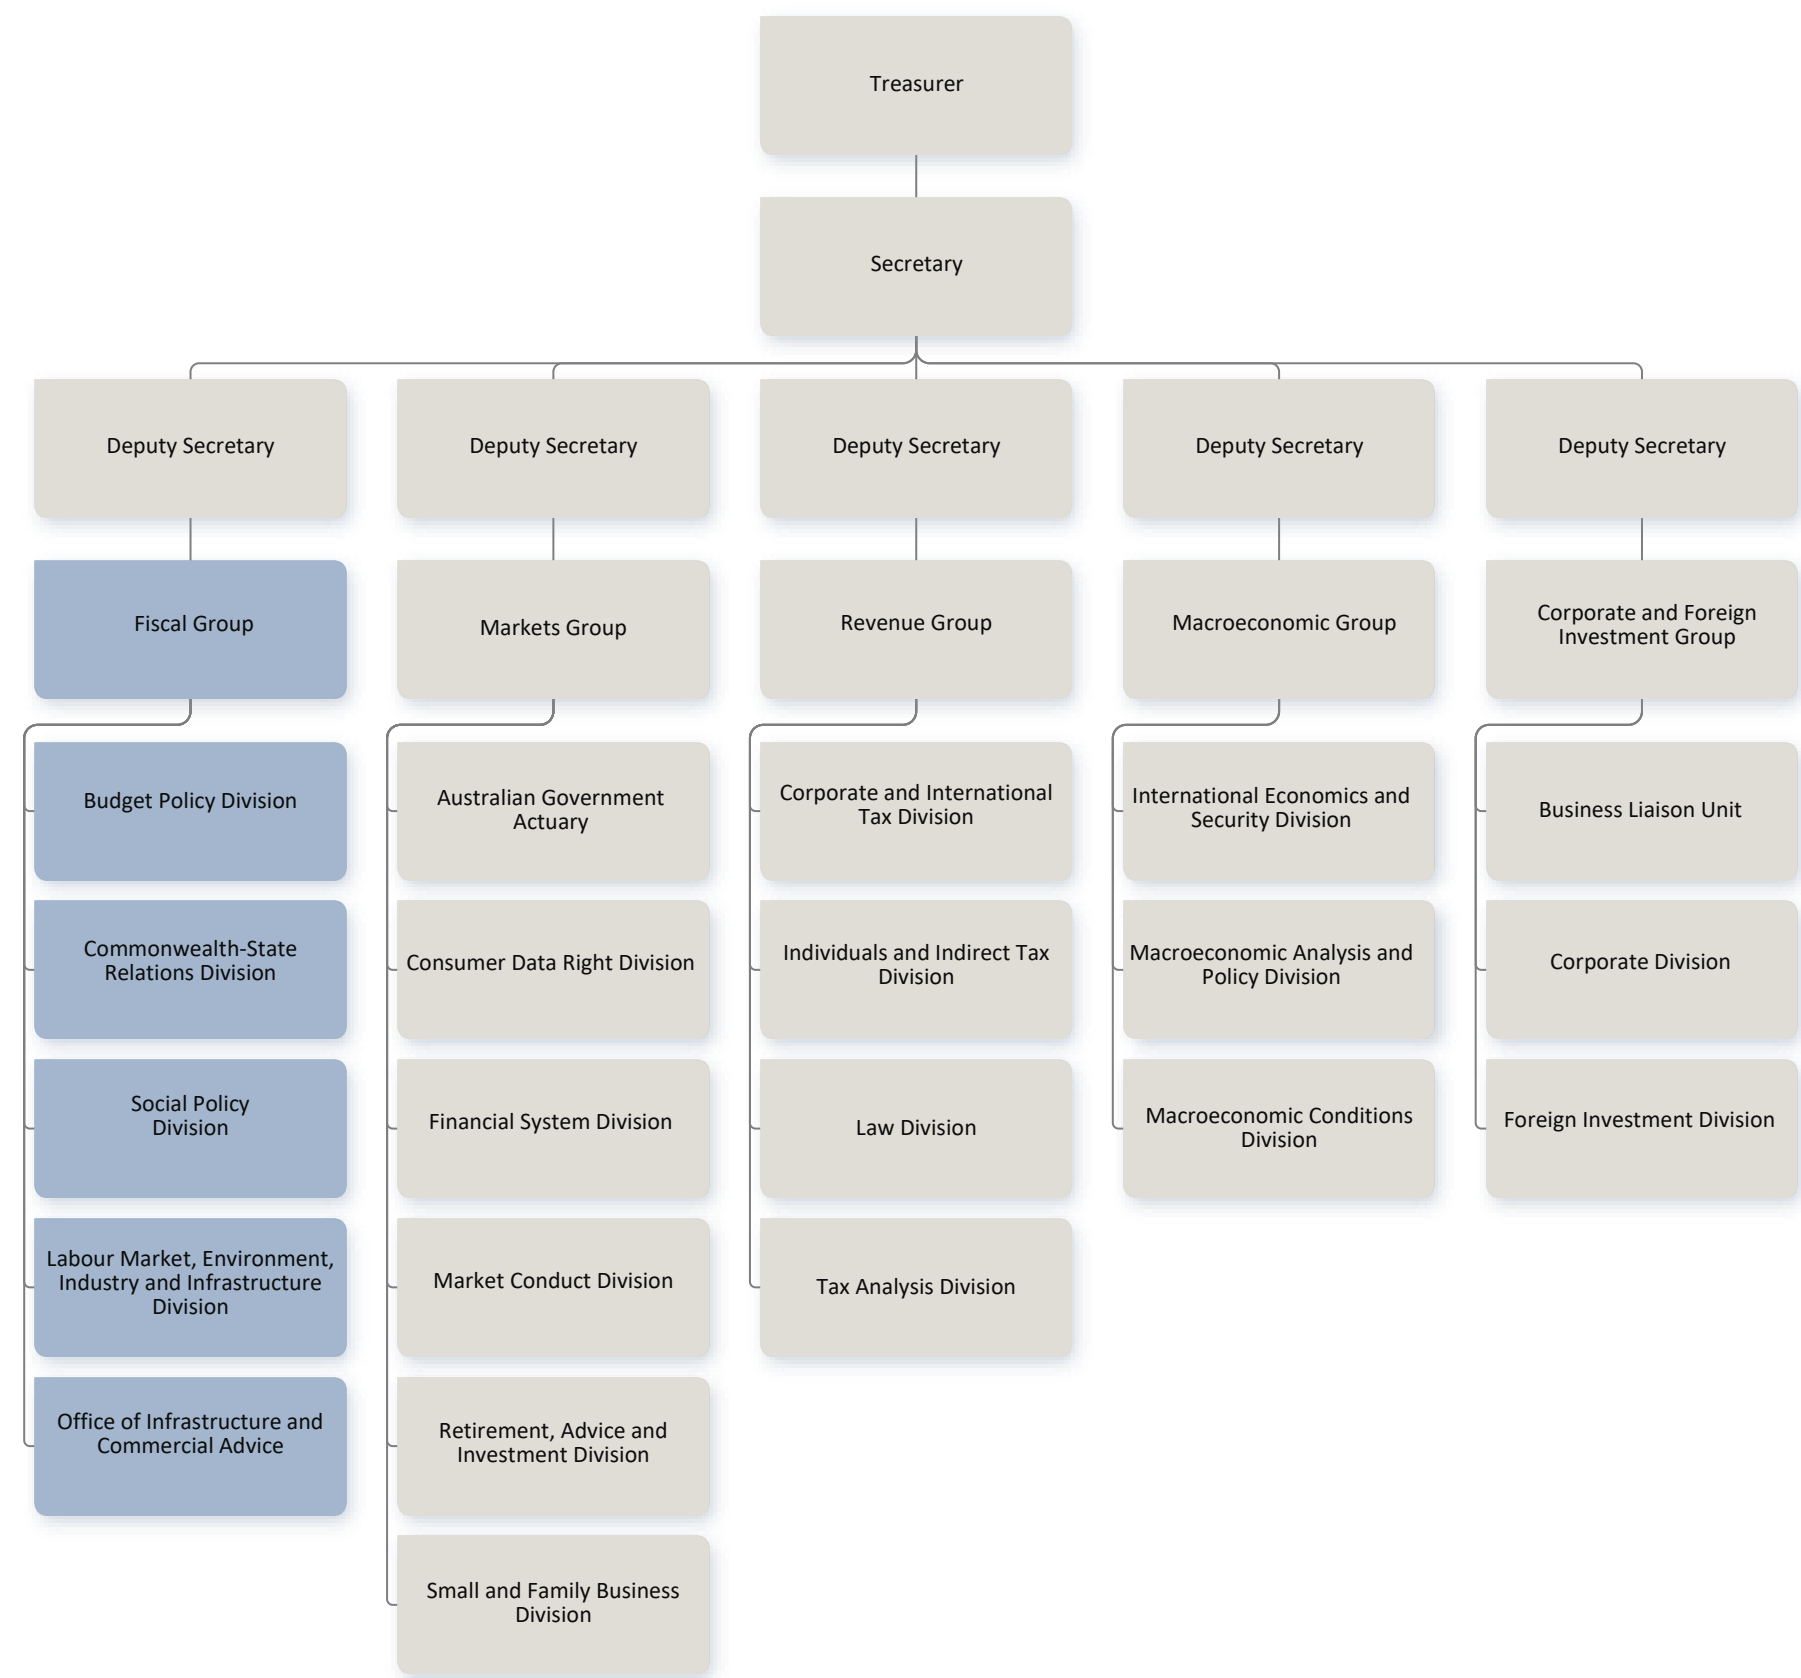 Treasurer
Secretary
Deputy Secretary
Deputy Secretary
Deputy Secretary
Deputy Secretary
Deputy Secretary
Fiscal Group
Markets Group
Revenue Group
Macroeconomic Group
Corporate and Foreign
Investment Group
Budget Policy Division
Commonwealth-State
Relations Division
Social Policy
Division
Labour Market, Environment,
Industry and Infrastructure
Division
Office of Infrastructure and
Commercial Advice
Australian Government
Actuary
Consumer Data Right Division
Financial System Division
Market Conduct Division
Retirement, Advice and
Investment Division
Small and Family Business
Division
Corporate and International
Tax Division
Individuals and Indirect Tax
Division
Law Division
Tax Analysis Division
International Economics and
Security Division
Macroeconomic Analysis and
Policy Division
Macroeconomic Conditions
Division
Business Liaison Unit
Corporate Division
Foreign Investment Division